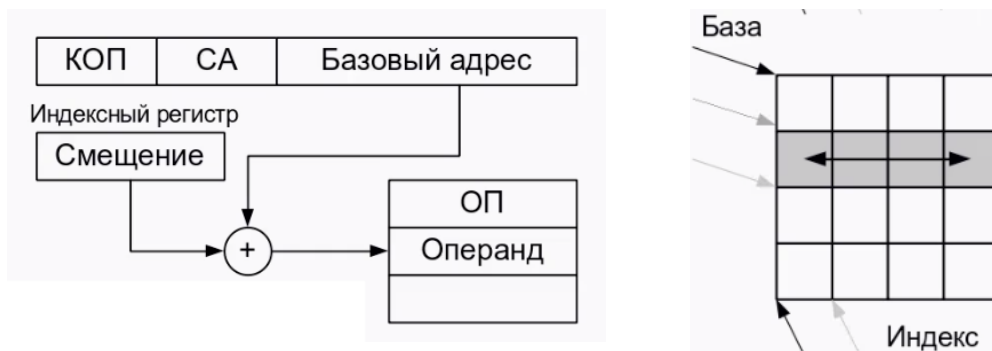 КОП СА Базовый адрес
Индексный регистр
Смещение
ОП
+
Операнд
База
Индекс